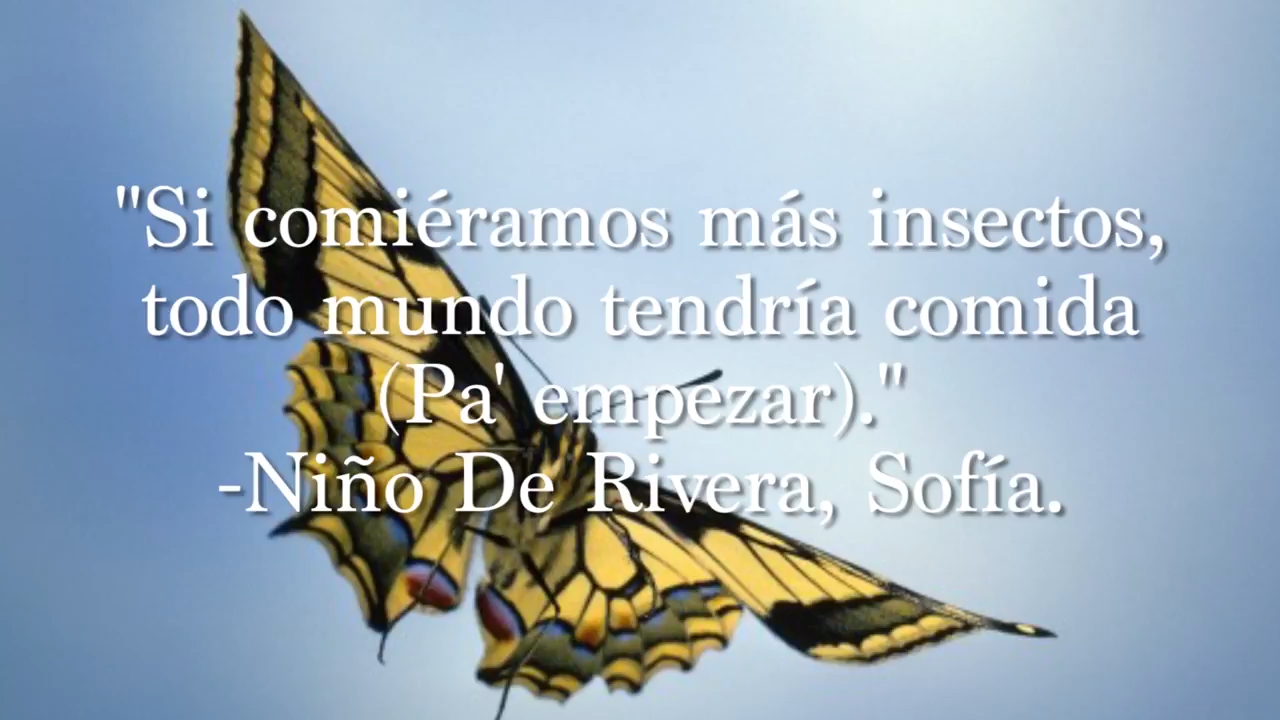 "Si comiéramos más insectos,
todo mundo tendría comida
(Pa' empezar)."
-Niño De Rivera, Sofía.